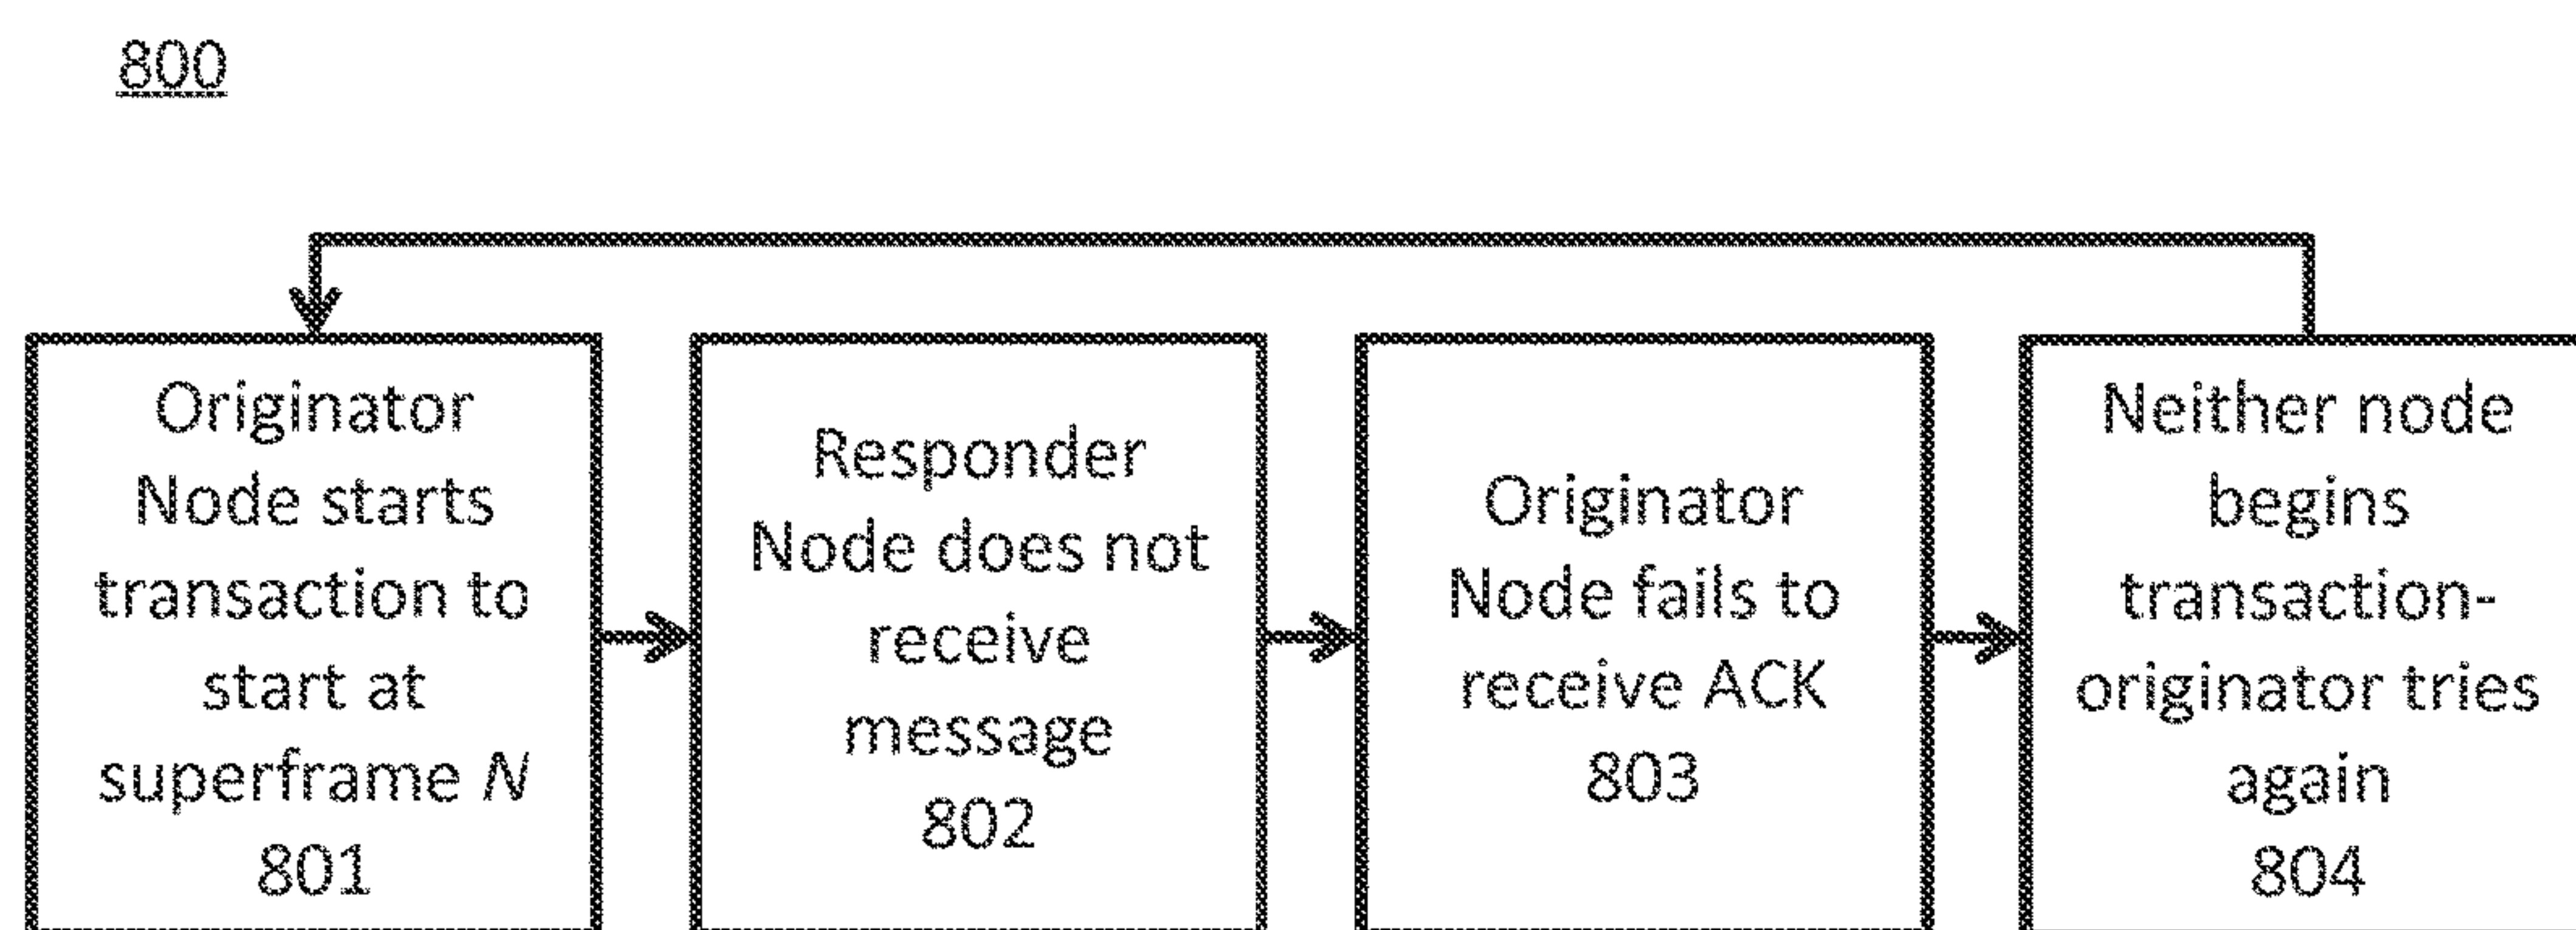 800
Originator
Node starts
transaction to
start at
superframe N
801
Responder
Node does not
receive
message
802
Originator
Node fails to
receive ACK
803
Neither node
begins
transaction-
originator tries
again
804